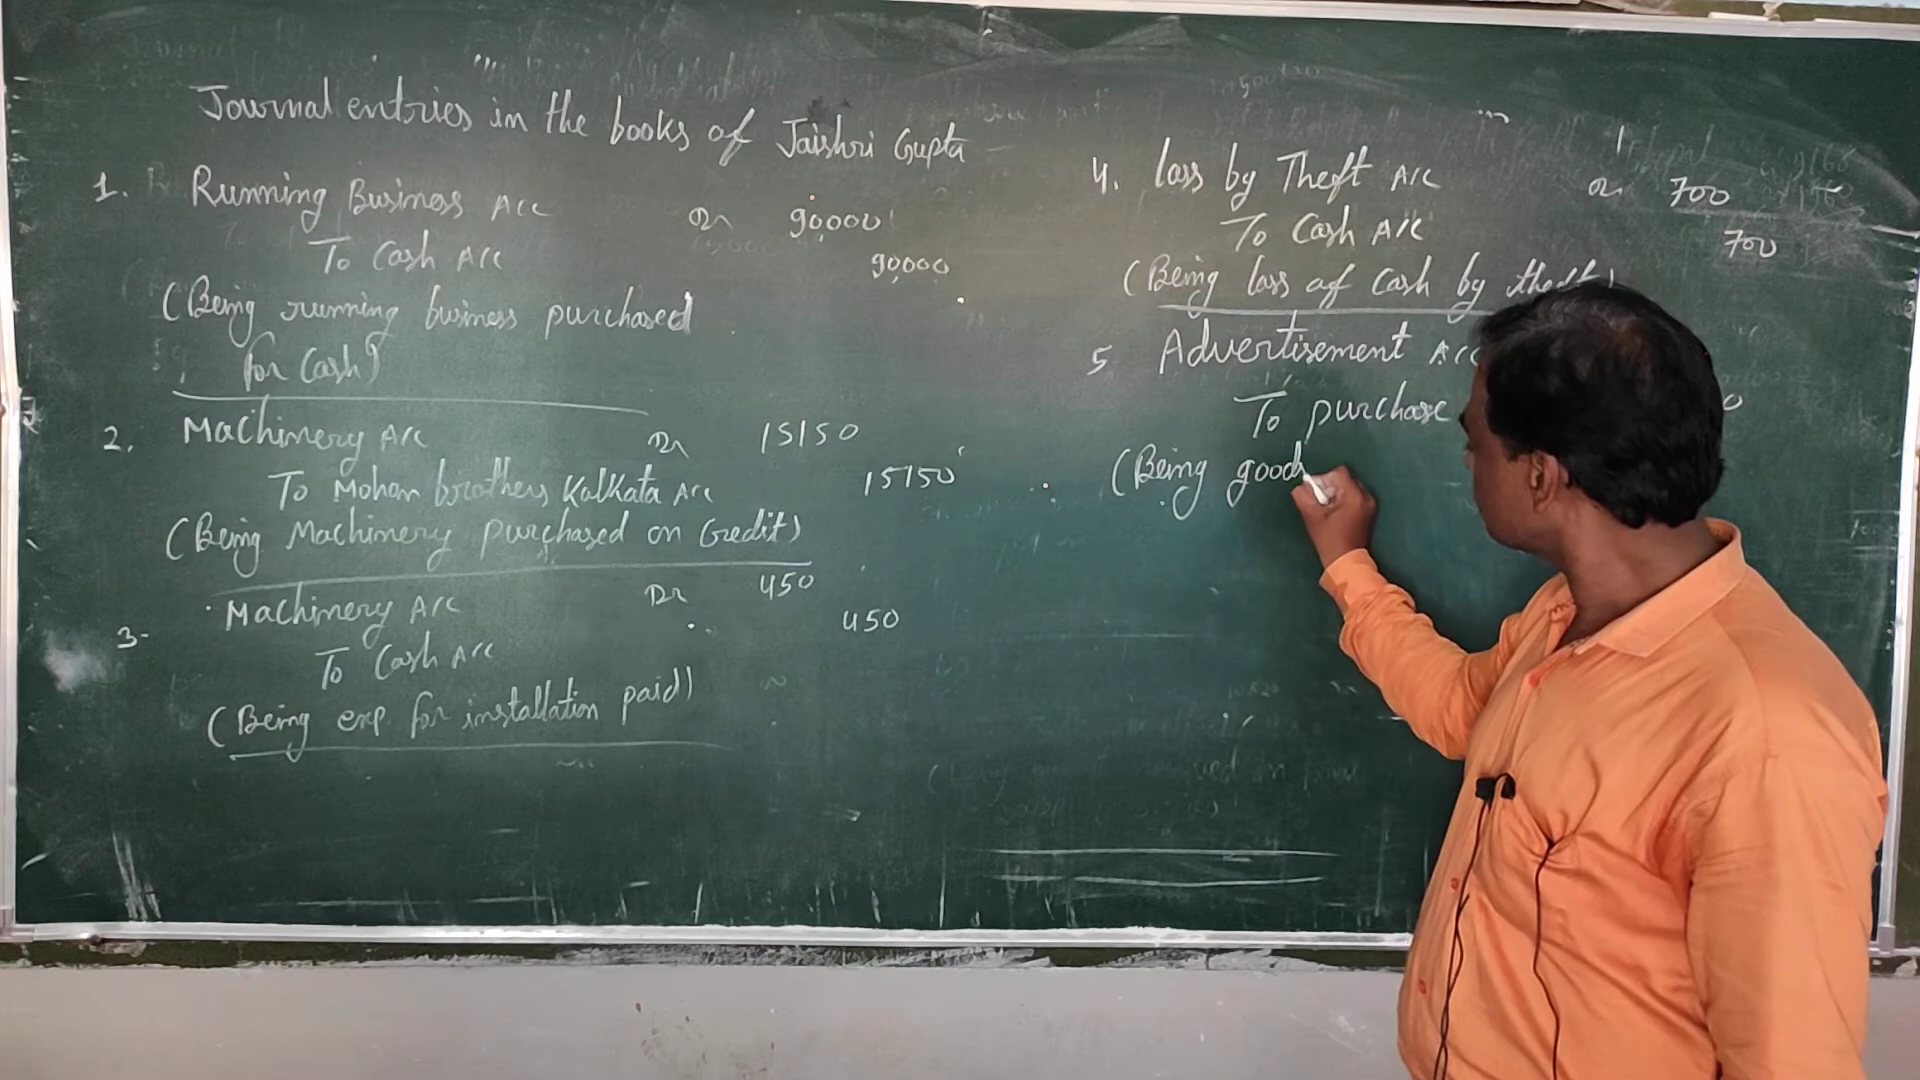 Journal entries in the books of Jaishri Gupta
1. Running Business A/c Dr 90000
To Cash A/c 90000
(Being running business purchased
for Cash)
2. Machinery A/c Dr 15150
To Mohan brothers Kalkata A/c 15150
(Being Machinery purchased on Credit)
3- Machinery A/c Dr 450
To Cash A/c 450
(Being exp. for installation paid)
4. loss by Theft A/c Dr 700
To Cash A/c 700
(Being loss of Cash by theft)
5 Advertisement A/c
To purchase
(Being goods